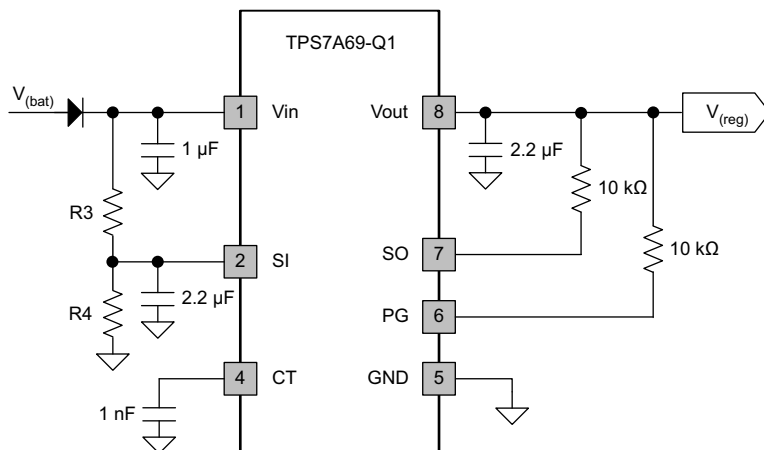 TPS7A69-Q1
V(bat)
1
Vin
Vout
8
V(reg)
1 µF
2.2 µF
10 kΩ
R3
10 kΩ
2
SI
SO
7
2.2 µF
R4
PG
6
4
CT
GND
5
1 nF